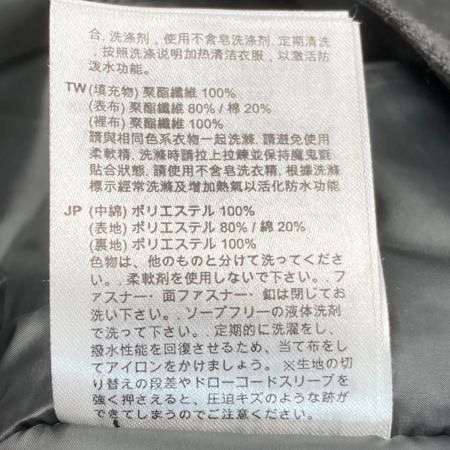 合. 洗涤剂，使用不含皂洗涤剂. 定期清洗
，按照洗涤说明加热清洁衣服，以激活防
泼水功能。
TW(填充物) 聚酯纖維 100%
(表布) 聚酯纖維 80% / 棉 20%
(裡布) 聚酯纖維 100%
請與相同色系衣物一起洗滌. 請避免使用
柔軟精. 洗滌時請拉上拉鍊並保持魔鬼氈
貼合狀態. 請使用不含皂洗衣精. 根據洗滌
標示經常洗滌及增加熱氣以活化防水功能
JP (中綿) ポリエステル 100%
(表地) ポリエステル 80% / 綿 20%
(裏地) ポリエステル 100%
色物は、他のものと分けて洗ってくださ
い。. 柔軟剤を使用しないで下さい。. フ
ァスナー・ 面ファスナー・ 釦は閉じてお
洗い下さい。. ソープフリーの液体洗剤
で洗って下さい。. 定期的に洗濯をし、
撥水性能を回復させるため、当て布をし
てアイロンをかけましょう。 ※生地の切
り替えの段差やドローコードスリーブを
強く押さえると、圧迫キズのような跡が
できてしまうのでご注意ください。